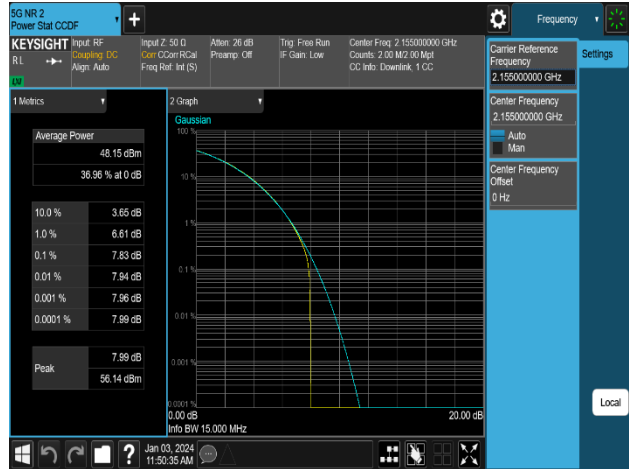 5G NR 2
Power Stat CCDF
+
Frequency
KEYSIGHT
R L
LXI
Input: RF
Coupling: DC
Align: Auto
Input Z: 50 Ω
Corr CCorr RCal
Freq Ref: Int (S)
Atten: 26 dB
Preamp: Off
Trig: Free Run
IF Gain: Low
Center Freq: 2.155000000 GHz
Counts: 2.00 M/2.00 Mpt
CC Info: Downlink, 1 CC
Carrier Reference
Frequency
2.155000000 GHz
Settings
Center Frequency
2.155000000 GHz
Auto
Man
Center Frequency
Offset
0 Hz
1 Metrics
Average Power
48.15 dBm
36.96 % at 0 dB
10.0 % 3.65 dB
1.0 % 6.61 dB
0.1 % 7.83 dB
0.01 % 7.94 dB
0.001 % 7.96 dB
0.0001 % 7.99 dB
Peak
7.99 dB
56.14 dBm
2 Graph
Gaussian
100 %
10 %
1 %
0.1 %
0.01 %
0.001 %
0.0001 %
0.00 dB 20.00 dB
Info BW 15.000 MHz
Local
?
Jan 03, 2024
11:50:35 AM